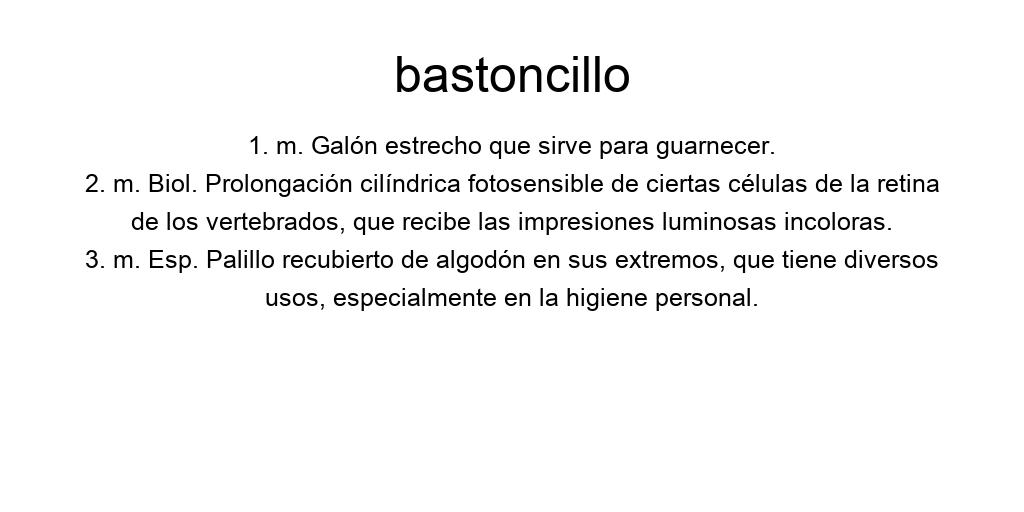 bastoncillo
1. m. Galón estrecho que sirve para guarnecer.
2. m. Biol. Prolongación cilíndrica fotosensible de ciertas células de la retina
de los vertebrados, que recibe las impresiones luminosas incoloras.
3. m. Esp. Palillo recubierto de algodón en sus extremos, que tiene diversos
usos, especialmente en la higiene personal.